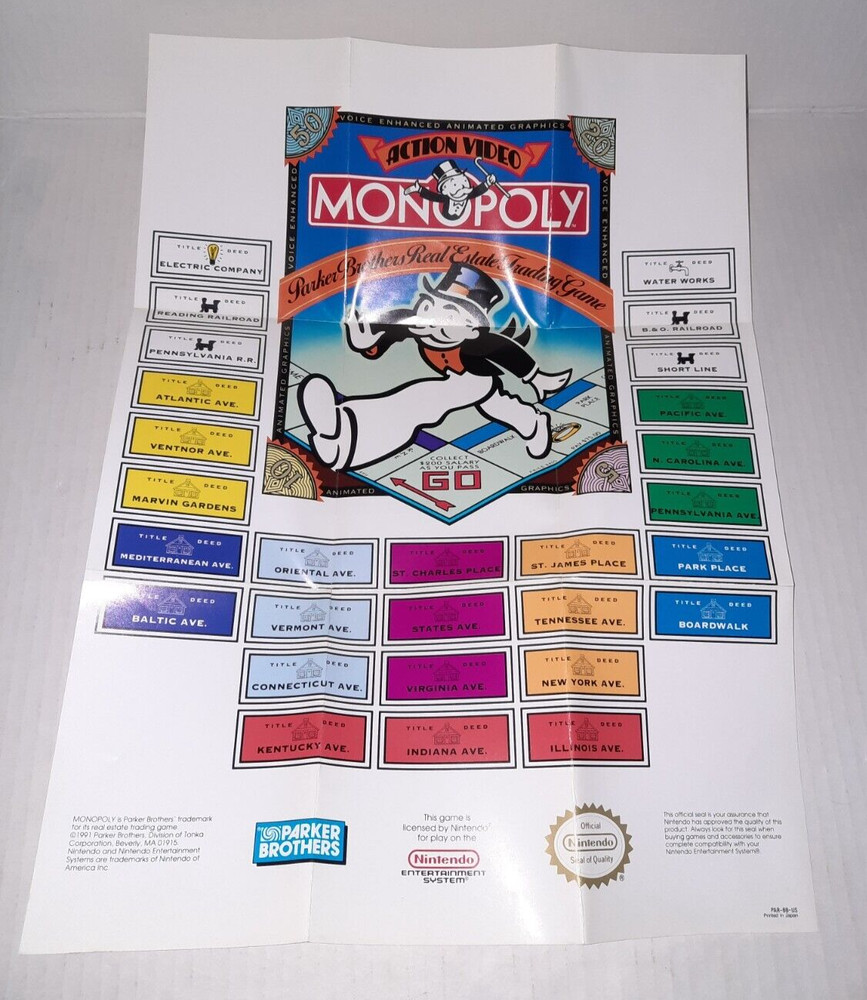 VOICE ENHANCED ANIMATED GRAPHICS
50
20
ACTION VIDEO
VOICE ENHANCED
VOICE ENHANCED
MONOPOLY
Parker Brothers Real Estate Trading Game
ANIMATED GRAPHICS
ANIMATED GRAPHICS
PARK PLACE
BOARDWALK
COLLECT
$200 SALARY
AS YOU PASS
GO
ANIMATED
GRAPHICS
TITLE DEED
ELECTRIC COMPANY
TITLE DEED
READING RAILROAD
TITLE DEED
PENNSYLVANIA R.R.
TITLE DEED
ATLANTIC AVE.
TITLE DEED
VENTNOR AVE.
TITLE DEED
MARVIN GARDENS
TITLE DEED
MEDITERRANEAN AVE.
TITLE DEED
BALTIC AVE.
TITLE DEED
ORIENTAL AVE.
TITLE DEED
VERMONT AVE.
TITLE DEED
CONNECTICUT AVE.
TITLE DEED
KENTUCKY AVE.
TITLE DEED
ST. CHARLES PLACE
TITLE DEED
STATES AVE.
TITLE DEED
VIRGINIA AVE.
TITLE DEED
INDIANA AVE.
TITLE DEED
ST. JAMES PLACE
TITLE DEED
TENNESSEE AVE.
TITLE DEED
NEW YORK AVE.
TITLE DEED
ILLINOIS AVE.
TITLE DEED
WATER WORKS
TITLE DEED
B.&O. RAILROAD
TITLE DEED
SHORT LINE
TITLE DEED
PACIFIC AVE.
TITLE DEED
N. CAROLINA AVE.
TITLE DEED
PENNSYLVANIA AVE.
TITLE DEED
PARK PLACE
TITLE DEED
BOARDWALK
MONOPOLY is Parker Brothers' trademark
for its real estate trading game.
©1991 Parker Brothers, Division of Tonka
Corporation, Beverly, MA 01915.
Nintendo and Nintendo Entertainment
Systems are trademarks of Nintendo of
America Inc.
PARKER
BROTHERS
This game is
licensed by Nintendo®
for play on the
Nintendo
ENTERTAINMENT
SYSTEM®
Official
Nintendo
Seal of Quality
®
This official seal is your assurance that
Nintendo has approved the quality of this
product. Always look for this seal when
buying games and accessories to ensure
complete compatibility with your
Nintendo Entertainment System®.
PAR-88-US
Printed in Japan